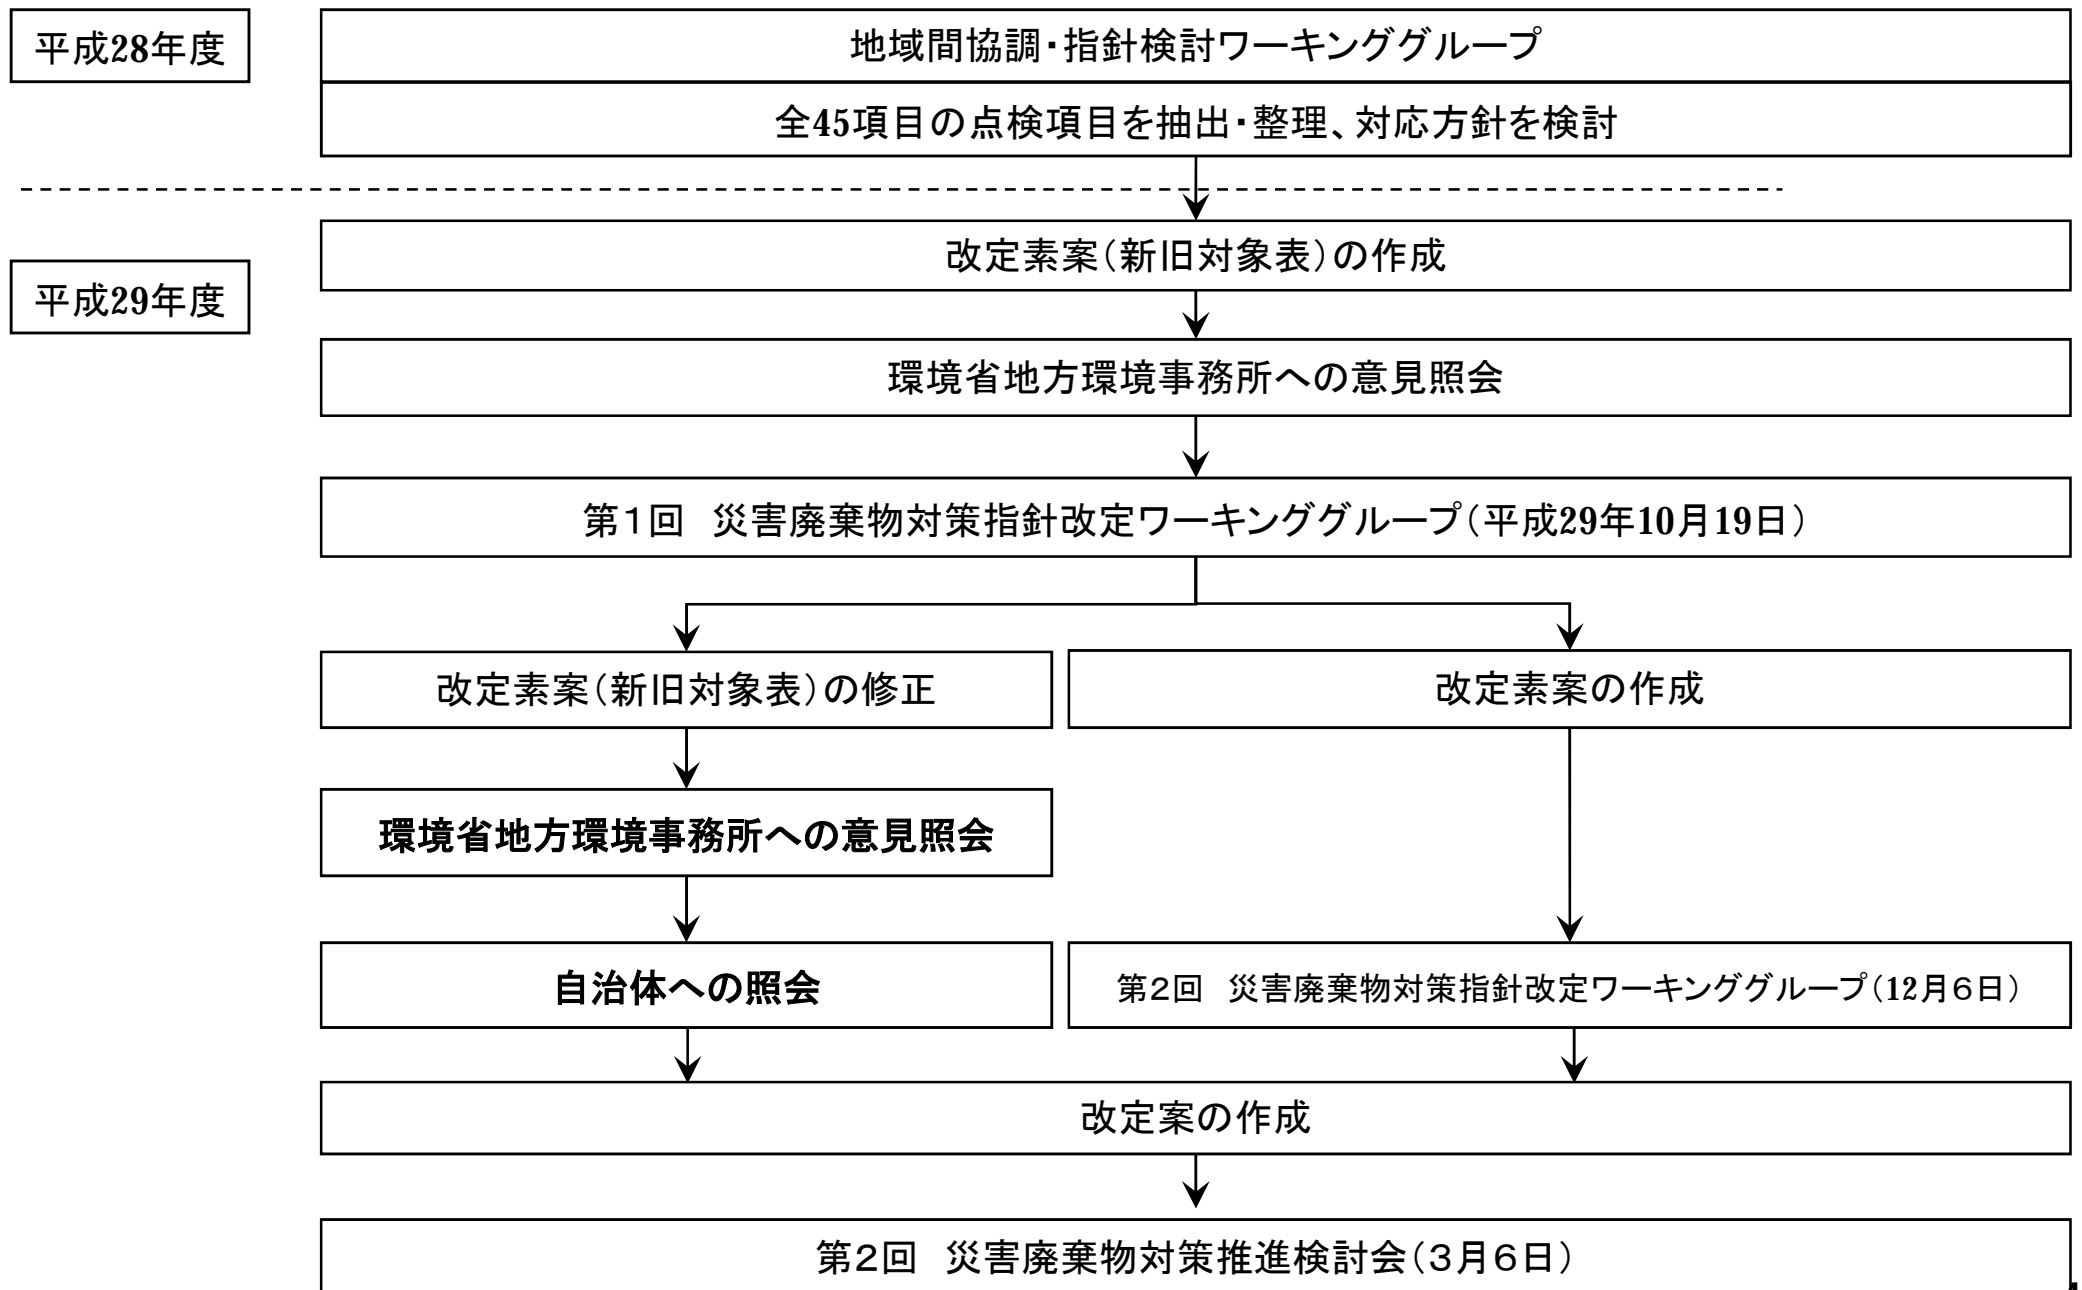 平成28年度
地域間協調・指針検討ワーキンググループ
全45項目の点検項目を抽出・整理、対応方針を検討
改定素案（新旧対象表）の作成
平成29年度
環境省地方環境事務所への意見照会
第１回　災害廃棄物対策指針改定ワーキンググループ（平成29年10月19日）
改定素案（新旧対象表）の修正
改定素案の作成
環境省地方環境事務所への意見照会
自治体への照会
第２回　災害廃棄物対策指針改定ワーキンググループ（12月６日）
改定案の作成
第２回　災害廃棄物対策推進検討会（３月６日）